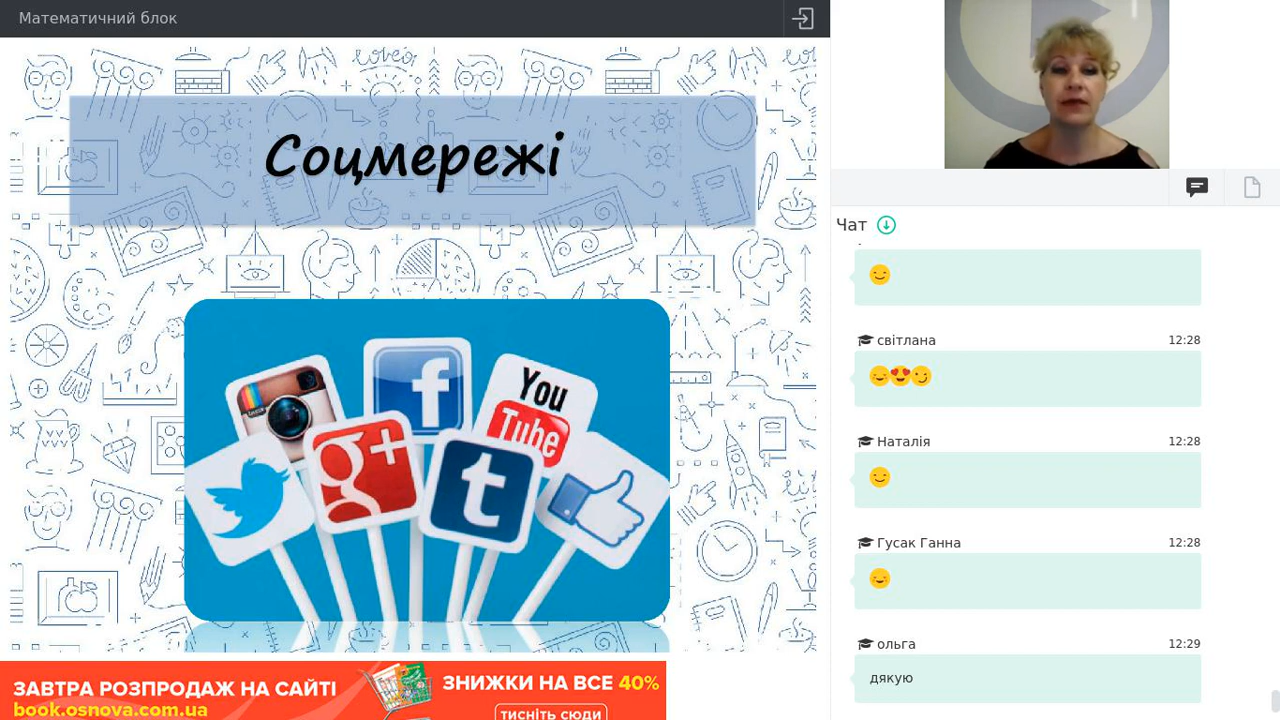 Математичний блок
Соцмережі
f
You
Tube
g+
t
ЗАВТРА РОЗПРОДАЖ НА САЙТІ
book.osnova.com.ua
ЗНИЖКИ НА ВСЕ 40%
тисніть сюди
Чат
світлана 12:28
Наталія 12:28
Гусак Ганна 12:28
ольга 12:29
дякую